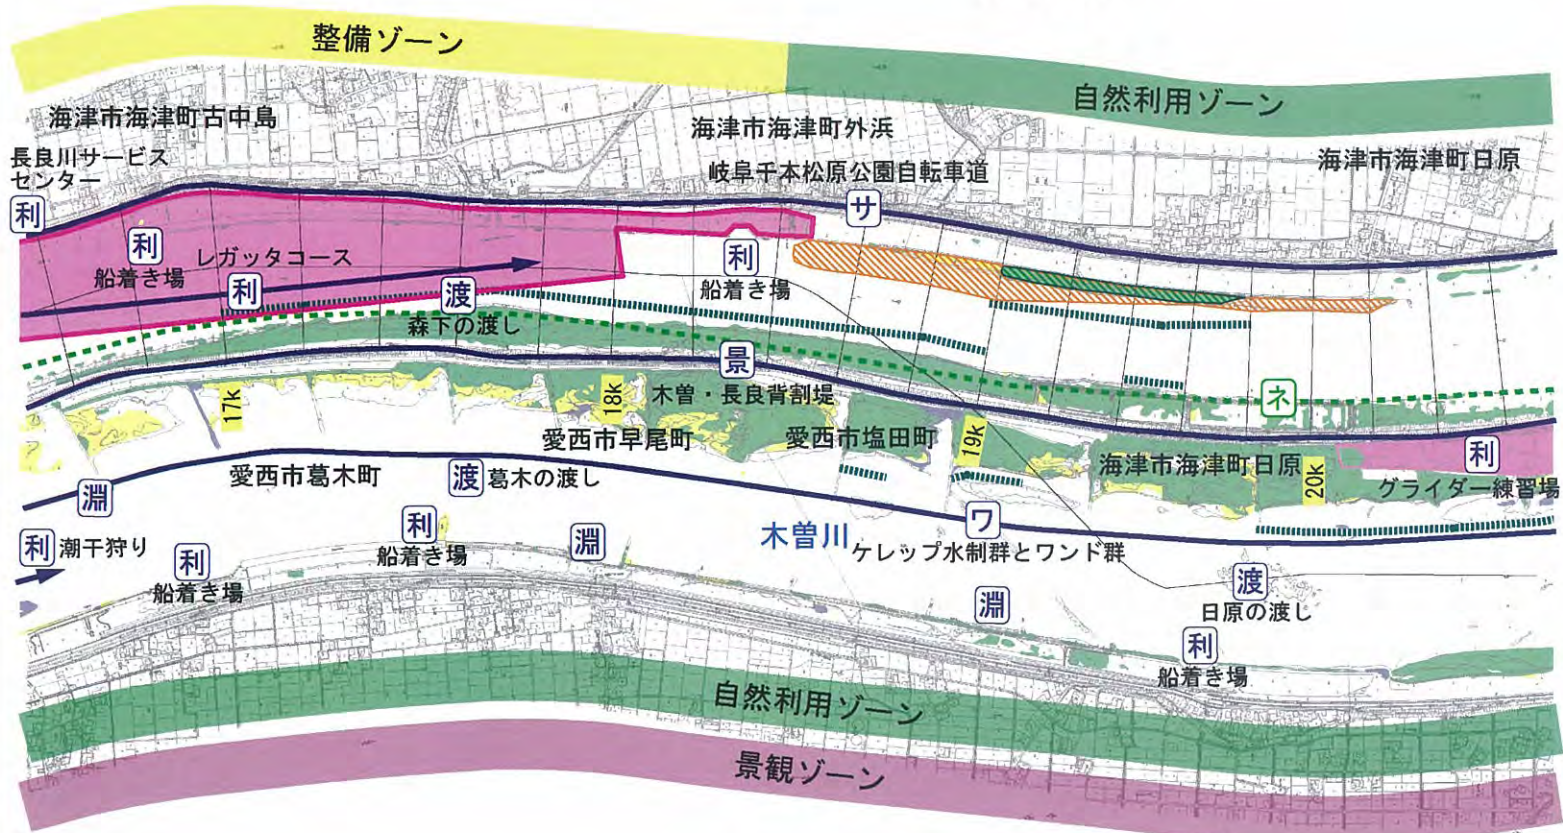 整備ゾーン
自然利用ゾーン
海津市海津町古中島
海津市海津町外浜
海津市海津町日原
長良川サービス
センター
利
岐阜千本松原公園自転車道
サ
利
船着き場
レガッタコース
利
渡
森下の渡し
利
船着き場
景
木曽・長良背割堤
ネ
17k
18k
19k
20k
愛西市早尾町
愛西市塩田町
海津市海津町日原
利
グライダー練習場
愛西市葛木町
渡 葛木の渡し
淵
利 潮干狩り
利
船着き場
利
船着き場
淵
木曽川
ワ
ケレップ水制群とワンド群
淵
渡
日原の渡し
利
船着き場
自然利用ゾーン
景観ゾーン